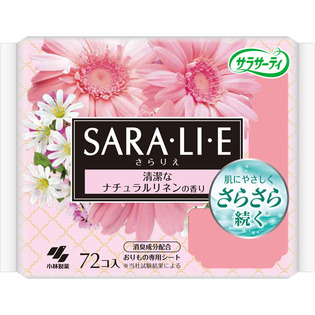 サラサーティ
SARA・LI・E
さらりえ
清潔な
ナチュラルリネンの香り
肌にやさしく
さらさら
続く
消臭成分配合
おりもの専用シート
※当社試験結果による
小林製薬
72コ入